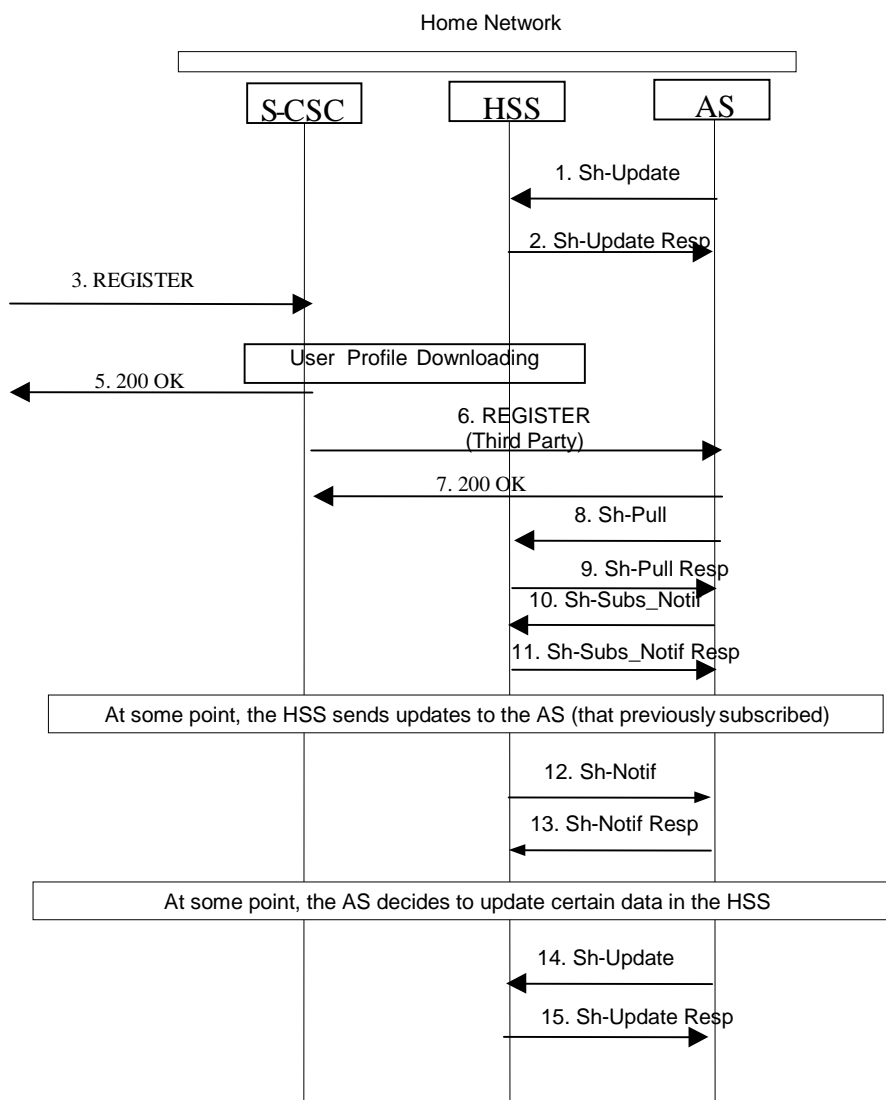 Home Network
S-CSC
HSS
AS
1. Sh-Update
2. Sh-Update Resp
3. REGISTER
User Profile Downloading
5. 200 OK
6. REGISTER
(Third Party)
7. 200 OK
8. Sh-Pull
9. Sh-Pull Resp
10. Sh-Subs_Notif
11. Sh-Subs_Notif Resp
At some point, the HSS sends updates to the AS (that previously subscribed)
12. Sh-Notif
13. Sh-Notif Resp
At some point, the AS decides to update certain data in the HSS
14. Sh-Update
15. Sh-Update Resp